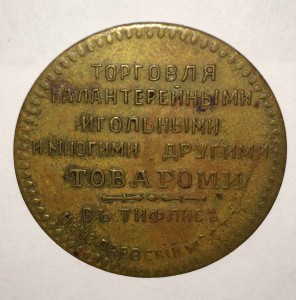 ТОРГОВЛЯ
ГАЛАНТЕРЕЙНЫМИ,
ИГОЛЬНЫМИ
И МНОГИМИ ДРУГИМИ
ТОВАРОМИ
ВЪ ТИФЛИСѢ